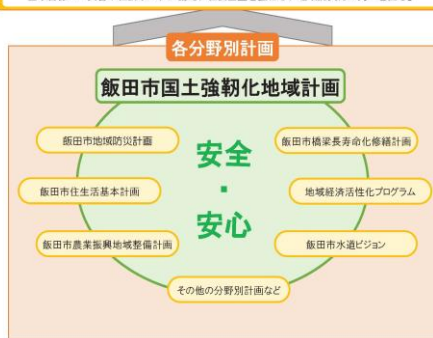 各分野別計画
飯田市国土強靭化地域計画
飯田市地域防災計画
飯田市橋梁長寿命化修繕計画
安全
・
安心
飯田市住生活基本計画
地域経済活性化プログラム
飯田市農業振興地域整備計画
飯田市水道ビジョン
その他の分野別計画など